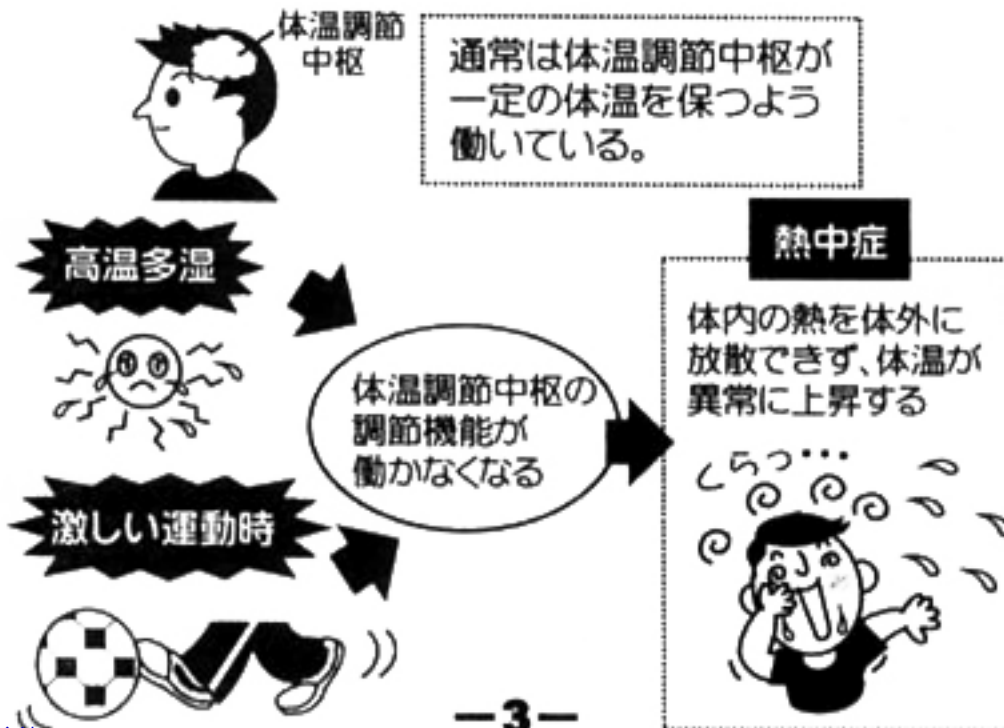 体温調節
中枢
通常は体温調節中枢が
一定の体温を保つよう
働いている。
高温多湿
熱中症
体内の熱を体外に
放散できず、体温が
異常に上昇する
体温調節中枢の
調節機能が
働かなくなる
くらっ・・・
激しい運動時
－3－